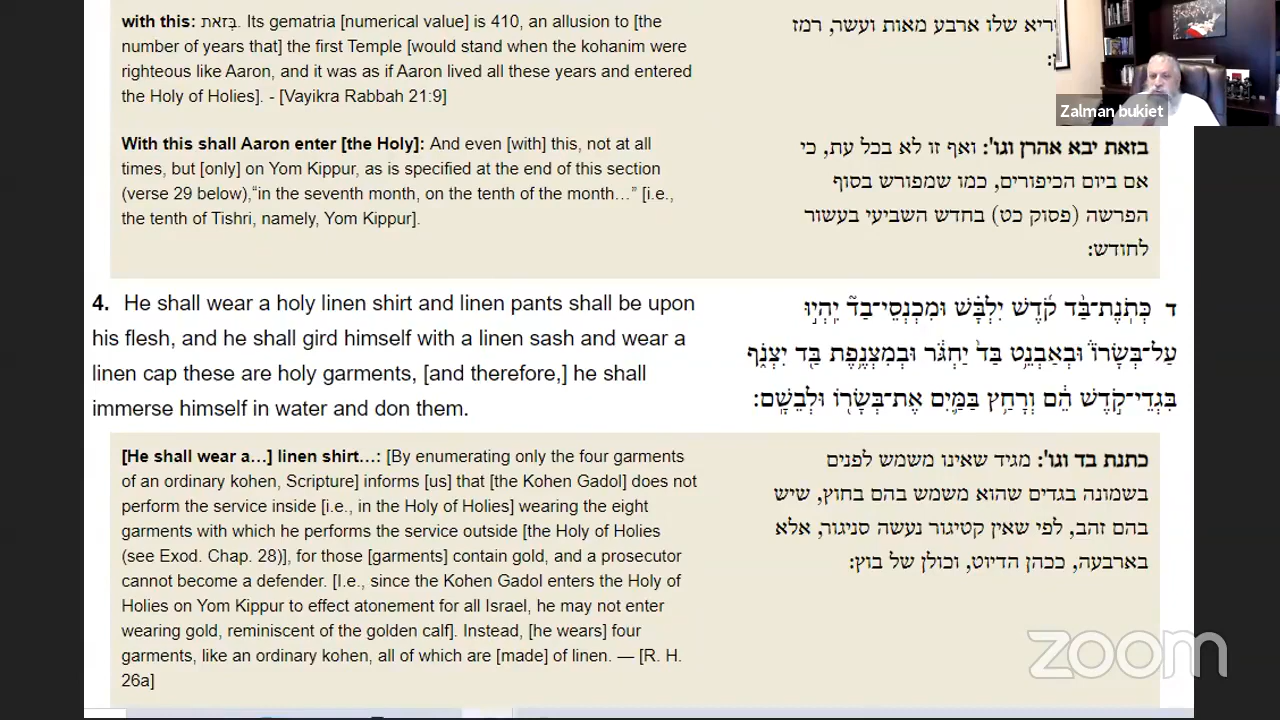 with this: בְּזֹאת. Its gematria [numerical value] is 410, an allusion to [the
number of years that] the first Temple [would stand when the kohanim were
righteous like Aaron, and it was as if Aaron lived all these years and entered
the Holy of Holies]. - [Vayikra Rabbah 21:9]
ריא שלו ארבע מאות ועשר, רמז
Zalman bukiet
With this shall Aaron enter [the Holy]: And even [with] this, not at all
times, but [only] on Yom Kippur, as is specified at the end of this section
(verse 29 below),“in the seventh month, on the tenth of the month…” [i.e.,
the tenth of Tishri, namely, Yom Kippur].
בזאת יבא אהרן וגו': ואף זו לא בכל עת, כי
אם ביום הכיפורים, כמו שמפורש בסוף
הפרשה (פסוק כט) בחדש השביעי בעשור
לחודש:
4. He shall wear a holy linen shirt and linen pants shall be upon
his flesh, and he shall gird himself with a linen sash and wear a
linen cap these are holy garments, [and therefore,] he shall
immerse himself in water and don them.
ד כְּתֹֽנֶת־בַּ֨ד קֹ֜דֶשׁ יִלְבָּ֗שׁ וּמִכְנְסֵי־בַד֘ יִֽהְי֣וּ
עַל־בְּשָׂרוֹ֒ וּבְאַבְנֵ֥ט בַּד֙ יַחְגֹּ֔ר וּבְמִצְנֶ֥פֶת בַּ֖ד יִצְנֹ֑ף
בִּגְדֵי־קֹ֣דֶשׁ הֵ֔ם וְרָחַ֥ץ בַּמַּ֛יִם אֶת־בְּשָׂר֖וֹ וּלְבֵשָֽׁם:
[He shall wear a…] linen shirt…: [By enumerating only the four garments
of an ordinary kohen, Scripture] informs [us] that [the Kohen Gadol] does not
perform the service inside [i.e., in the Holy of Holies] wearing the eight
garments with which he performs the service outside [the Holy of Holies
(see Exod. Chap. 28)], for those [garments] contain gold, and a prosecutor
cannot become a defender. [I.e., since the Kohen Gadol enters the Holy of
Holies on Yom Kippur to effect atonement for all Israel, he may not enter
wearing gold, reminiscent of the golden calf]. Instead, [he wears] four
garments, like an ordinary kohen, all of which are [made] of linen. — [R. H.
26a]
כתנת בד וגו': מגיד שאינו משמש לפנים
בשמונה בגדים שהוא משמש בהם בחוץ, שיש
בהם זהב, לפי שאין קטיגור נעשה סניגור, אלא
בארבעה, ככהן הדיוט, וכולן של בוץ:
zoom